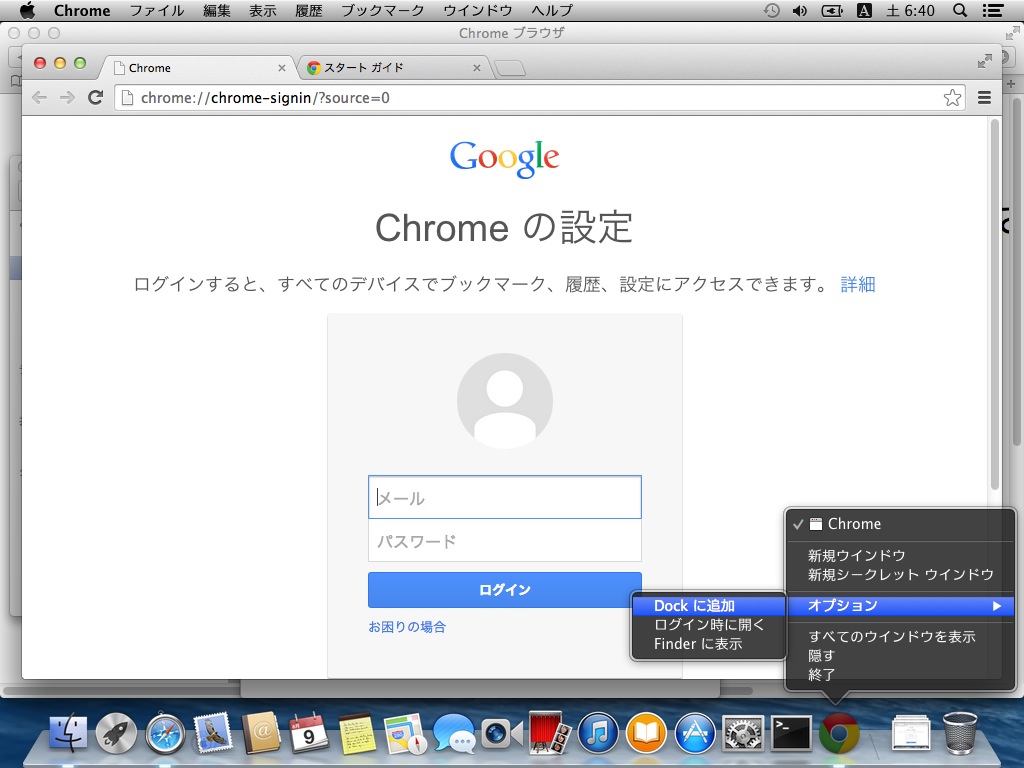 Chrome ファイル 編集 表示 履歴 ブックマーク ウインドウ ヘルプ A 土 6:40
Chrome ブラウザ
Chrome スタート ガイド
chrome://chrome-signin/?source=0
Google
Chrome の設定
ログインすると、すべてのデバイスでブックマーク、履歴、設定にアクセスできます。 詳細
メール
パスワード
ログイン
お困りの場合
✓ Chrome
新規ウインドウ
新規シークレット ウインドウ
オプション
Dock に追加
ログイン時に開く
Finder に表示
すべてのウインドウを表示
隠す
終了
9